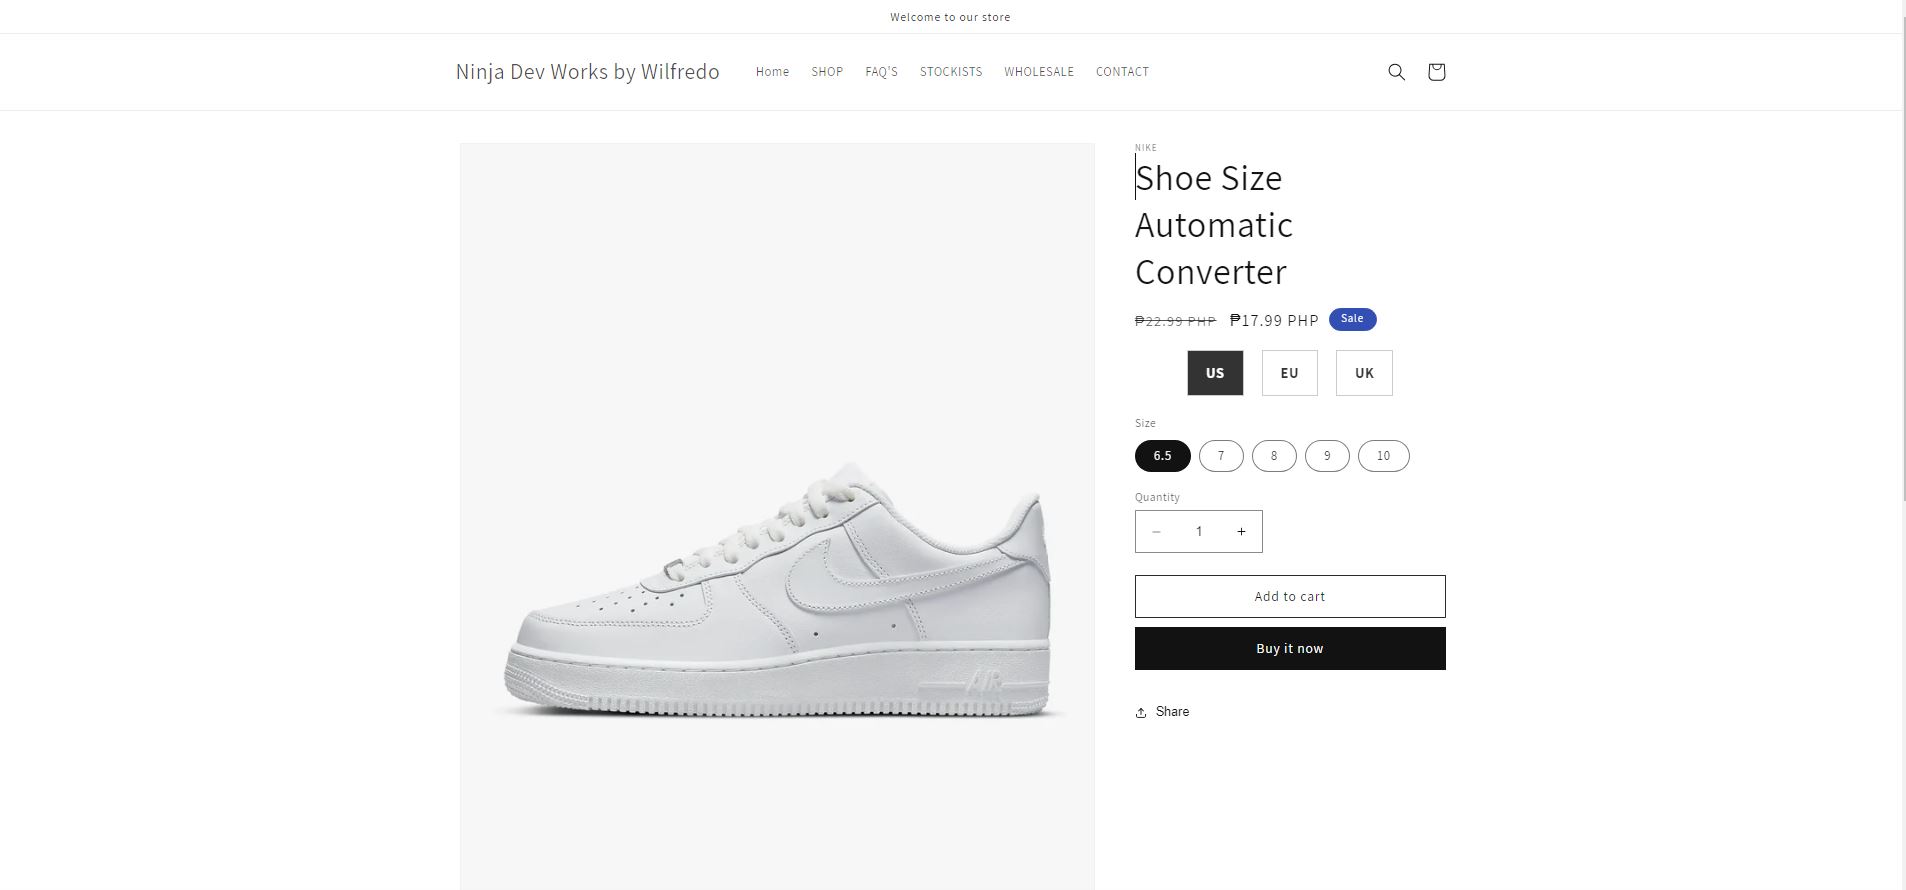 Welcome to our store
Ninja Dev Works by Wilfredo
Home SHOP FAQ'S STOCKISTS WHOLESALE CONTACT
NIKE
Shoe Size
Automatic
Converter
₱22.99 PHP ₱17.99 PHP Sale
US EU UK
Size
6.5 7 8 9 10
Quantity
− 1 +
Add to cart
Buy it now
Share
AIR